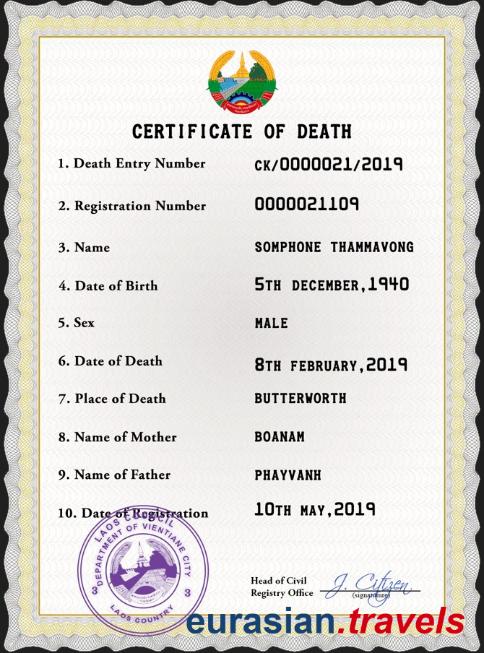 CERTIFICATE OF DEATH
1. Death Entry Number CK/0000021/2019
2. Registration Number 0000021109
3. Name SOMPHONE THAMMAVONG
4. Date of Birth 5TH DECEMBER,1940
5. Sex MALE
6. Date of Death 8TH FEBRUARY,2019
7. Place of Death BUTTERWORTH
8. Name of Mother BOANAM
9. Name of Father PHAYVANH
10. Date of Registration 10TH MAY,2019
LAOS COUNCIL
DEPARTMENT OF VIENTIANE CITY
3 3
LAOS COUNTRY
Head of Civil
Registry Office J. Citizen
(signature)
eurasian.travels